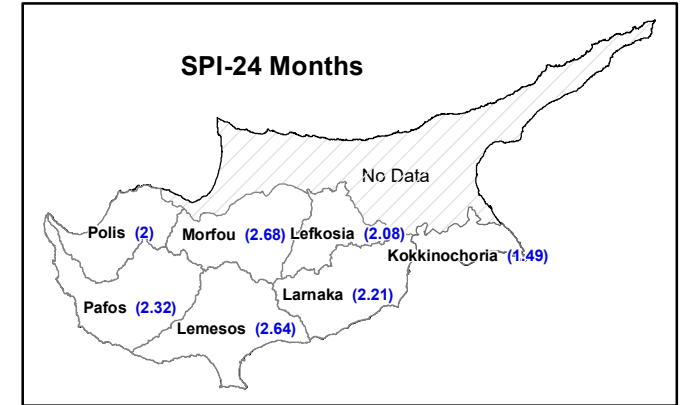 SPI-24 Months
No Data
Polis (2)
Morfou (2.68)
Lefkosia (2.08)
Kokkinochoria (1.49)
Larnaka (2.21)
Pafos (2.32)
Lemesos (2.64)